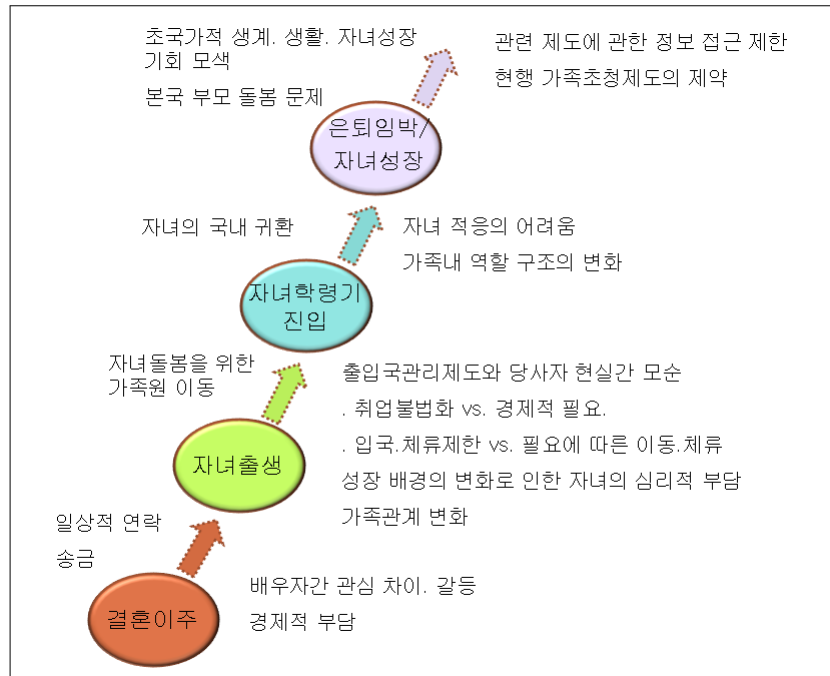 초국가적 생계. 생활. 자녀성장
기회 모색
본국 부모 돌봄 문제
관련 제도에 관한 정보 접근 제한
현행 가족초청제도의 제약
은퇴임박/
자녀성장
자녀의 국내 귀환
자녀 적응의 어려움
가족내 역할 구조의 변화
자녀학령기
진입
자녀돌봄을 위한
가족원 이동
출입국관리제도와 당사자 현실간 모순
. 취업불법화 vs. 경제적 필요.
. 입국.체류제한 vs. 필요에 따른 이동.체류
성장 배경의 변화로 인한 자녀의 심리적 부담
가족관계 변화
자녀출생
일상적 연락
송금
배우자간 관심 차이. 갈등
경제적 부담
결혼이주